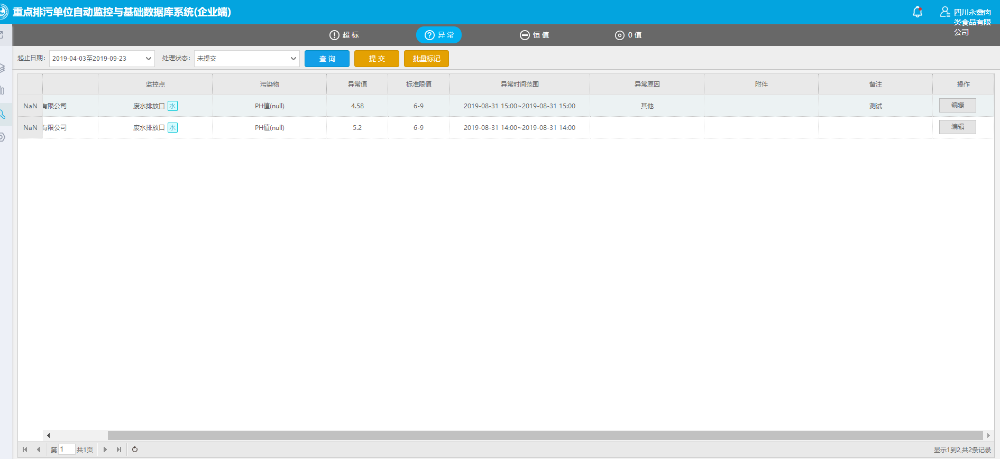 重点排污单位自动监控与基础数据库系统(企业端)
四川永鑫肉
类食品有限
公司
超标 异常 恒值 0值
起止日期: 2019-04-03至2019-09-23 处理状态: 未提交 查询 提交 批量标记
监控点 污染物 异常值 标准限值 异常时间范围 异常原因 附件 备注 操作
NaN 有限公司 废水排放口 水 PH值(null) 4.58 6-9 2019-08-31 15:00~2019-08-31 15:00 其他 测试 编辑
NaN 有限公司 废水排放口 水 PH值(null) 5.2 6-9 2019-08-31 14:00~2019-08-31 14:00 编辑
第 1 共1页 显示1到2,共2条记录